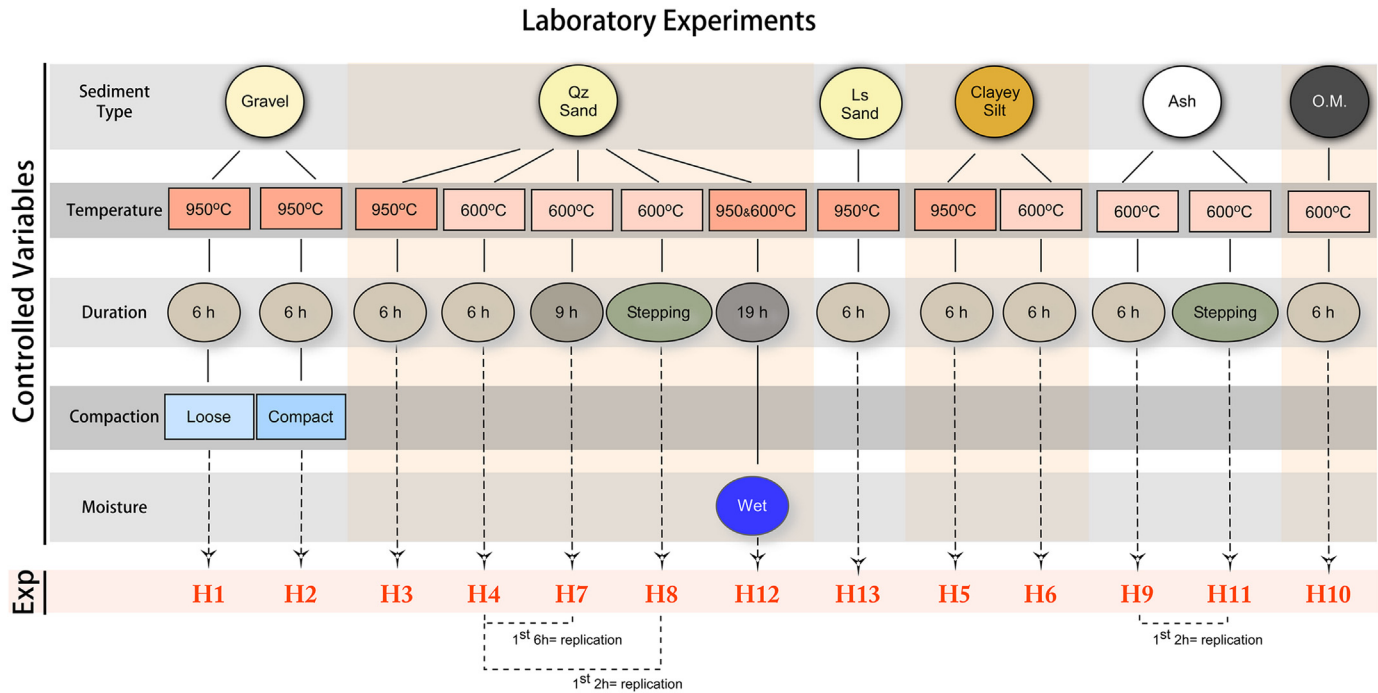 Laboratory Experiments
Controlled Variables
Sediment
Type
Gravel
Qz
Sand
Ls
Sand
Clayey
Silt
Ash
O.M.
Temperature
950ºC
950ºC
950ºC
600ºC
600ºC
600ºC
950&600ºC
950ºC
950ºC
600ºC
600ºC
600ºC
600ºC
Duration
6 h
6 h
6 h
6 h
9 h
Stepping
19 h
6 h
6 h
6 h
6 h
Stepping
6 h
Compaction
Loose
Compact
Moisture
Wet
Exp
H1
H2
H3
H4
H7
H8
H12
H13
H5
H6
H9
H11
H10
1st 6h= replication
1st 2h= replication
1st 2h= replication